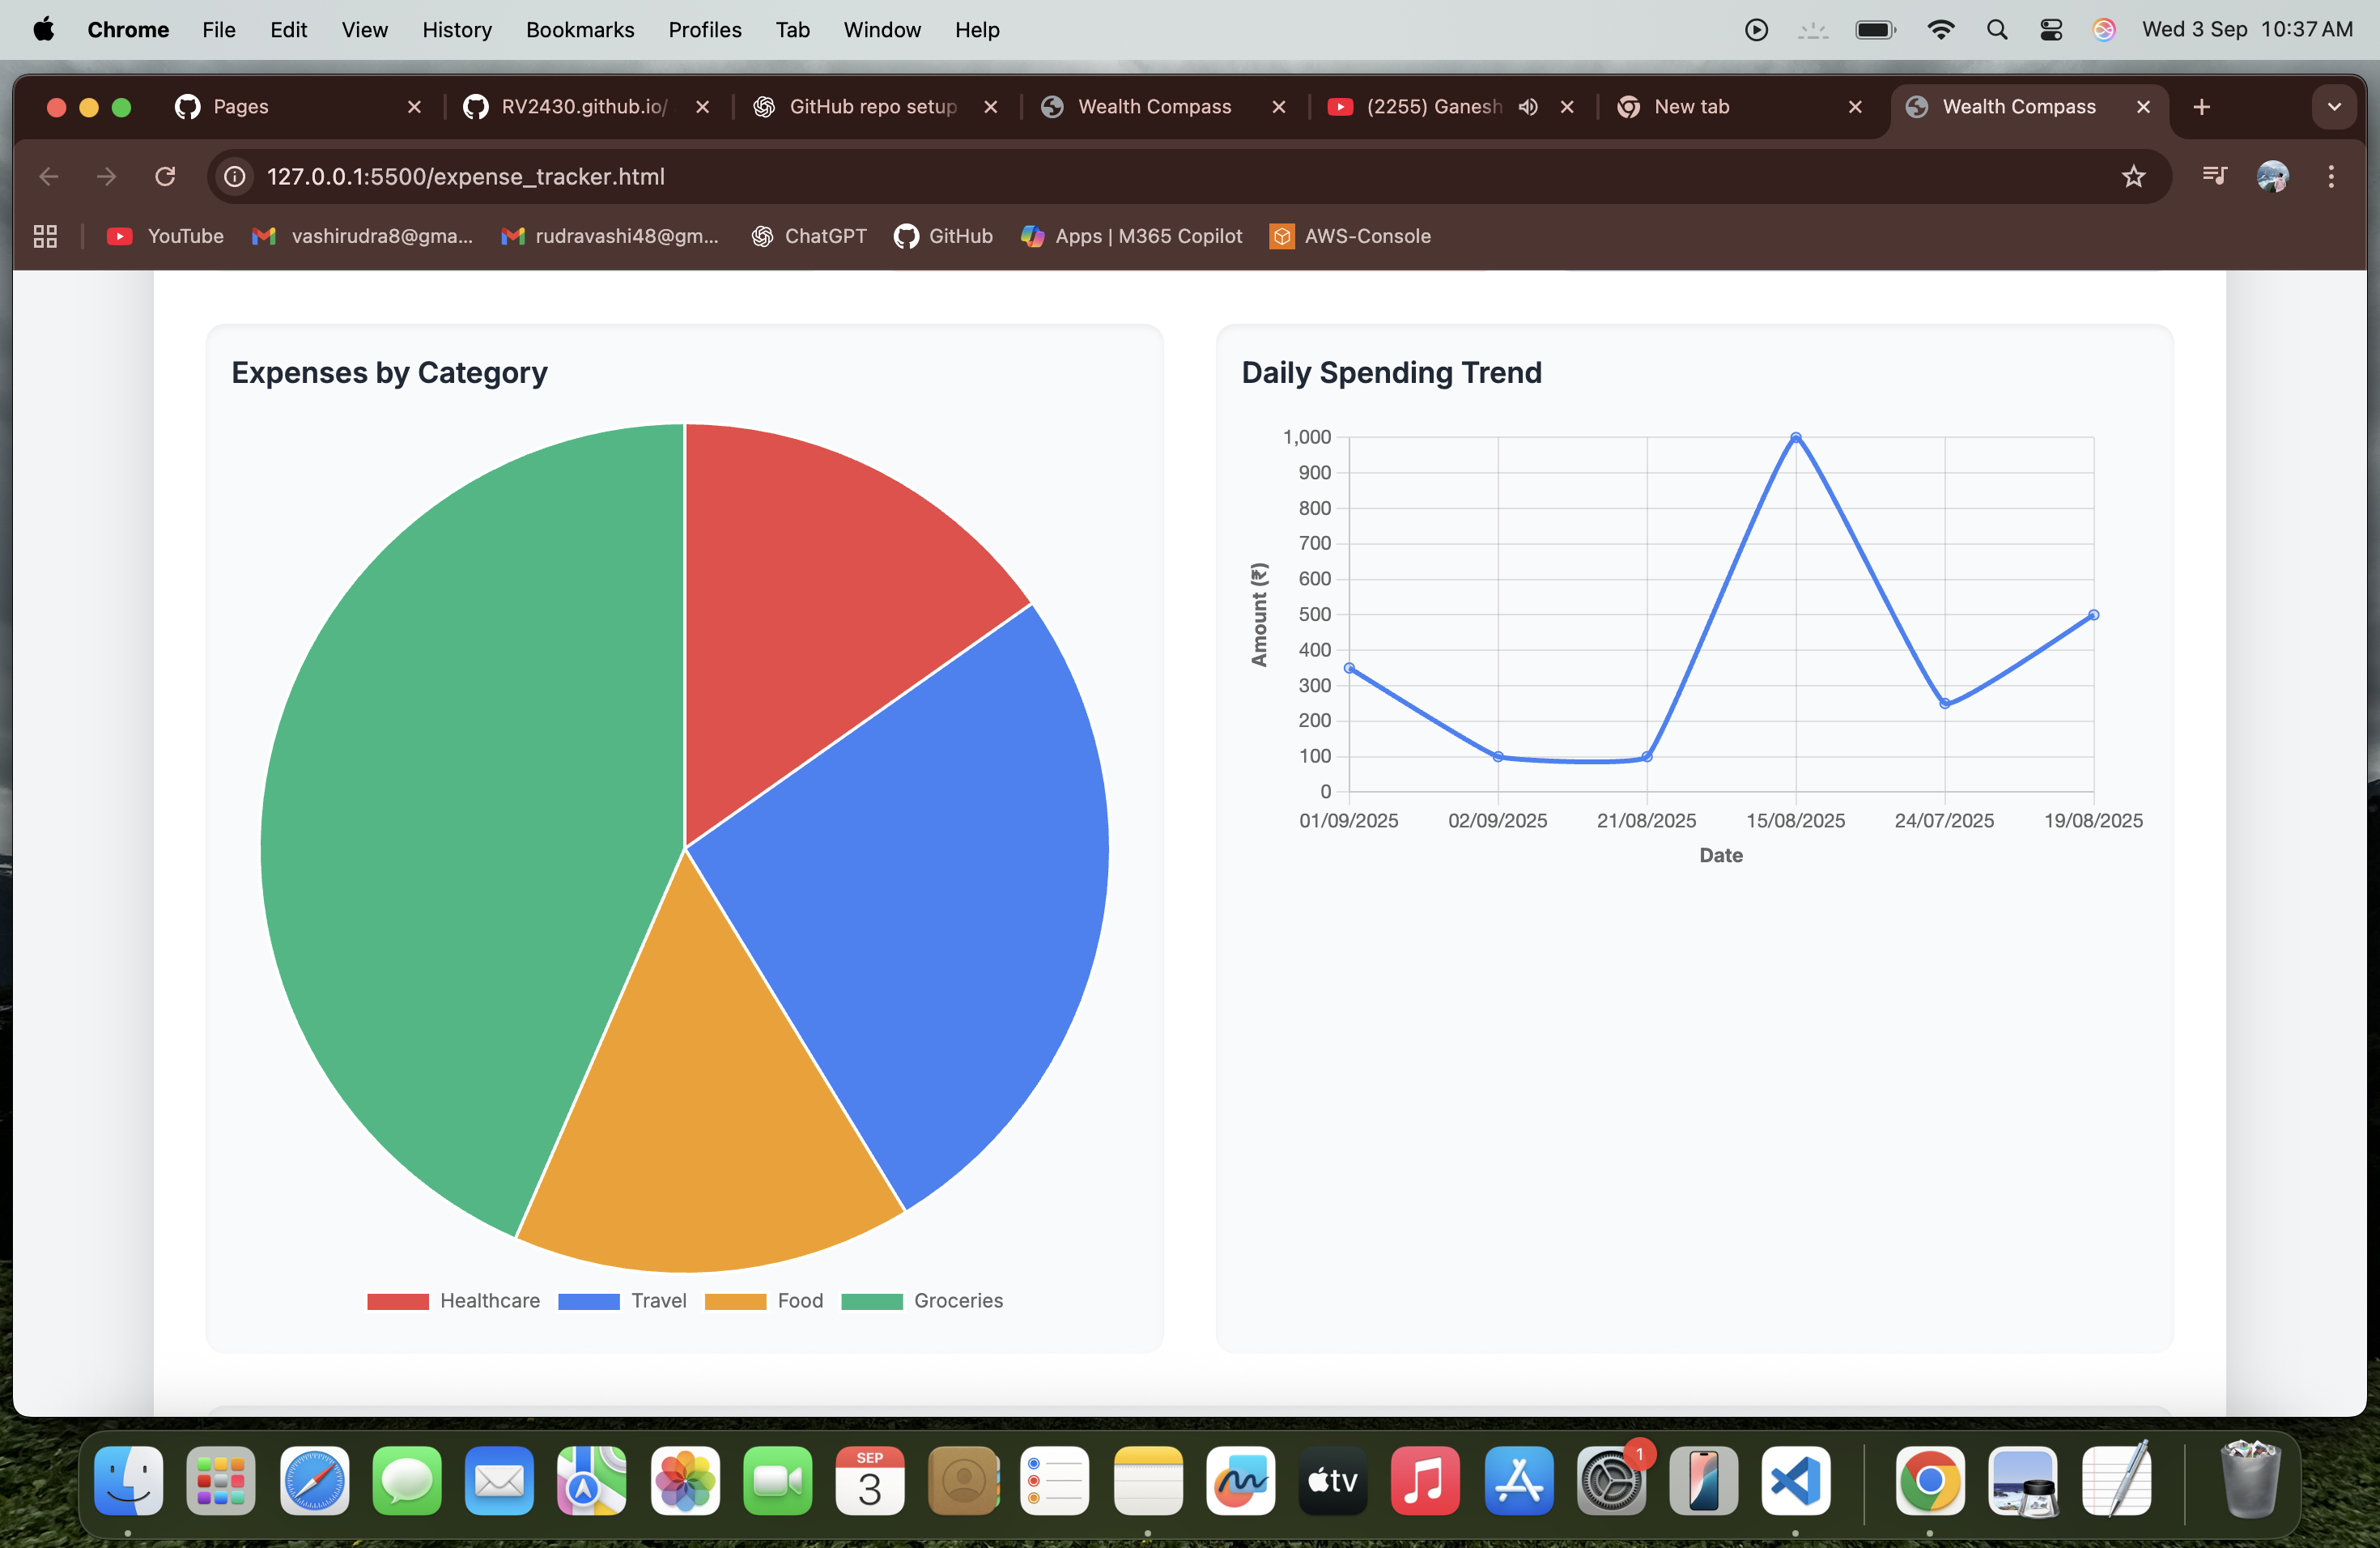 Chrome File Edit View History Bookmarks Profiles Tab Window Help Wed 3 Sep 10:37 AM
Pages RV2430.github.io/ GitHub repo setup Wealth Compass (2255) Ganesh New tab Wealth Compass
127.0.0.1:5500/expense_tracker.html
YouTube vashirudra8@gma... rudravashi48@gm... ChatGPT GitHub Apps | M365 Copilot AWS-Console
Expenses by Category
Healthcare Travel Food Groceries
Daily Spending Trend
1,000
900
800
700
600
500
400
300
200
100
0
Amount (₹)
01/09/2025 02/09/2025 21/08/2025 15/08/2025 24/07/2025 19/08/2025
Date
SEP
3
tv
1